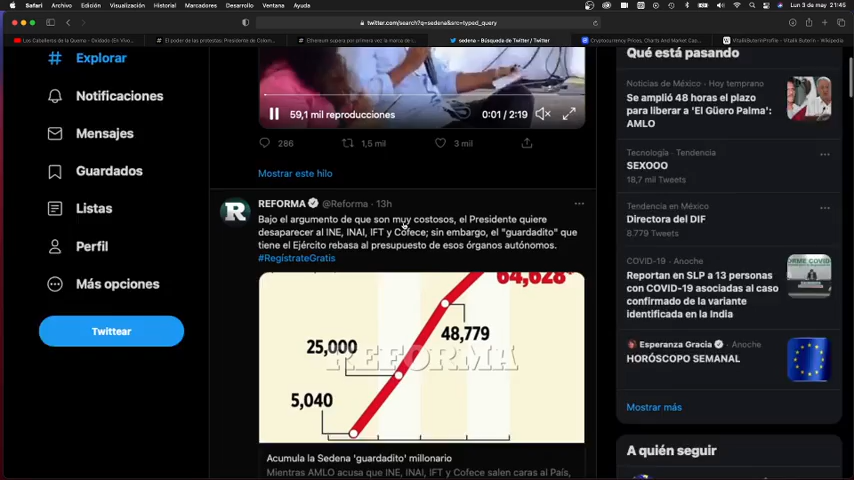 Safari Archivo Edición Visualización Historial Marcadores Desarrollo Ventana Ayuda Lun 3 de may 21:45
twitter.com/search?q=sedena&src=typed_query
Los Caballeros de la Quema - Oxidado (En Vivo...
El poder de las protestas: Presidente de Colom...
Ethereum supera por primera vez la marca de
sedena - Búsqueda de Twitter / Twitter
Cryptocurrency Prices, Charts And Market Cap...
VitalikButerinProfile - Vitalik Buterin - Wikipedia
Explorar
Notificaciones
Mensajes
Guardados
Listas
Perfil
Más opciones
Twittear
59,1 mil reproducciones 0:01 / 2:19
286 1,5 mil 3 mil
Mostrar este hilo
R
REFORMA @Reforma · 13h
Bajo el argumento de que son muy costosos, el Presidente quiere
desaparecer al INE, INAI, IFT y Cofece; sin embargo, el "guardadito" que
tiene el Ejército rebasa al presupuesto de esos órganos autónomos.
#RegístrateGratis
64,628*
48,779
25,000
REFORMA
5,040
Acumula la Sedena 'guardadito' millonario
Mientras AMLO acusa que INE, INAI, IFT y Cofece salen caras al País,
Qué está pasando
Noticias de México · Hoy temprano
Se amplió 48 horas el plazo
para liberar a 'El Güero Palma':
AMLO
Tecnología · Tendencia
SEXOOO
18,7 mil Tweets
Tendencia en México
Directora del DIF
8.779 Tweets
COVID-19 · Anoche
Reportan en SLP a 13 personas
con COVID-19 asociadas al caso
confirmado de la variante
identificada en la India
Esperanza Gracia · Anoche
HORÓSCOPO SEMANAL
Mostrar más
A quién seguir